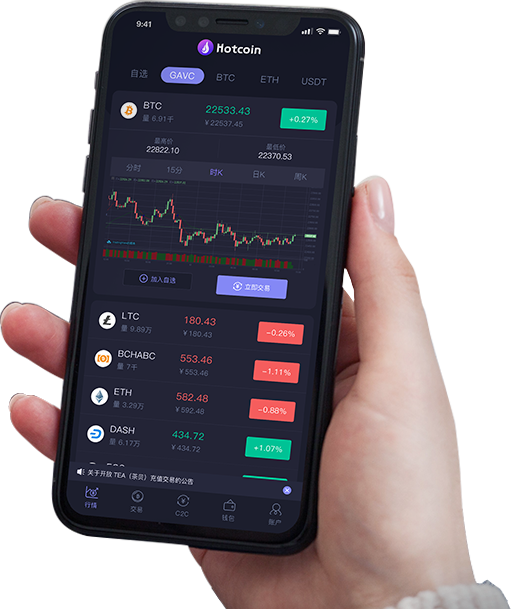 9:41
Hotcoin
自选 GAVC BTC ETH USDT
BTC 22533.43 +0.27%
量 6.91千 ¥22537.45
最高价 最低价
22822.10 22370.53
分时 15分 时K 日K 周K
加入自选 立即交易
LTC 180.43 -0.26%
量 9.89万 ¥180.43
BCHABC 553.46 -1.11%
量 7千 ¥553.46
ETH 582.48 -0.88%
量 3.29万 ¥592.48
DASH 434.72 +1.07%
量 6.17万 ¥434.72
关于开放 TEA（茶贝）充值交易的公告
行情 交易 C2C 钱包 账户